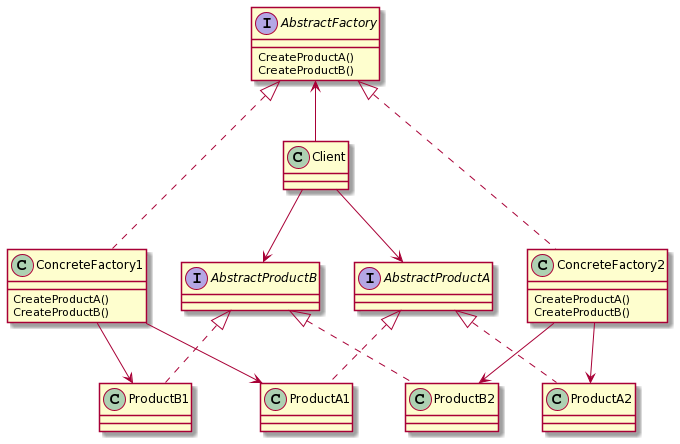 I AbstractFactory
CreateProductA()
CreateProductB()
C Client
C ConcreteFactory1
CreateProductA()
CreateProductB()
I AbstractProductB
I AbstractProductA
C ConcreteFactory2
CreateProductA()
CreateProductB()
C ProductB1
C ProductA1
C ProductB2
C ProductA2